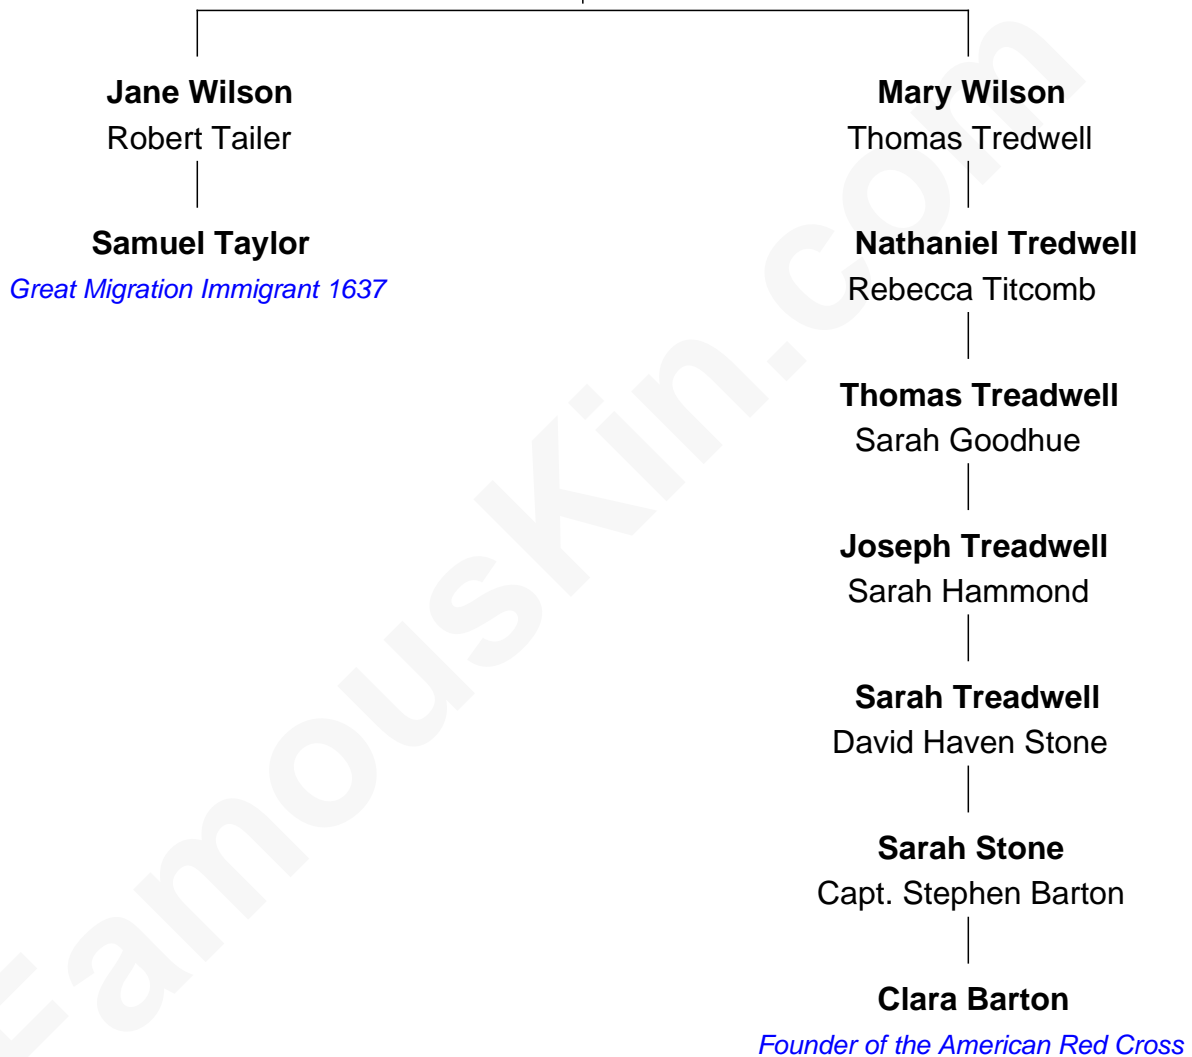 Jane Wilson
Robert Tailer
Samuel Taylor
Great Migration Immigrant 1637
Mary Wilson
Thomas Tredwell
Nathaniel Tredwell
Rebecca Titcomb
Thomas Treadwell
Sarah Goodhue
Joseph Treadwell
Sarah Hammond
Sarah Treadwell
David Haven Stone
Sarah Stone
Capt. Stephen Barton
Clara Barton
Founder of the American Red Cross
FamousKin.com